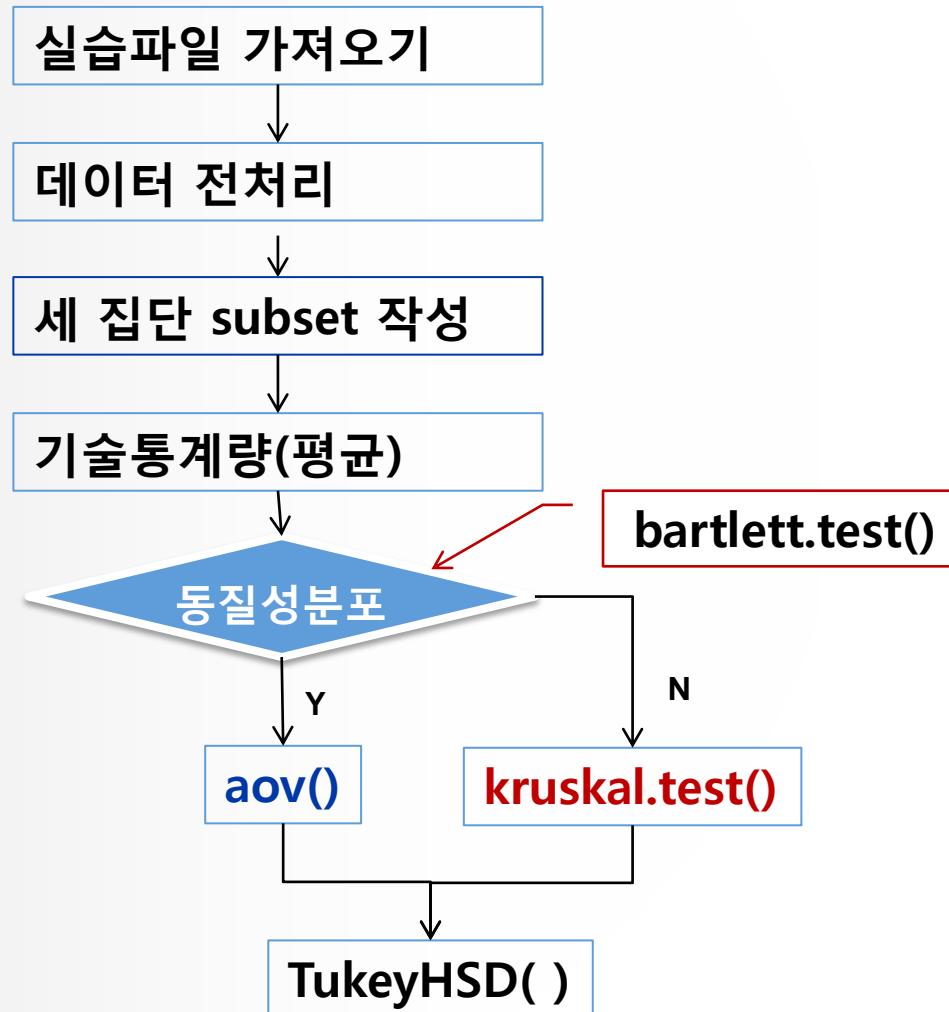 실습파일 가져오기
데이터 전처리
세 집단 subset 작성
기술통계량(평균)
bartlett.test()
동질성분포
Y
N
aov()
kruskal.test()
TukeyHSD( )